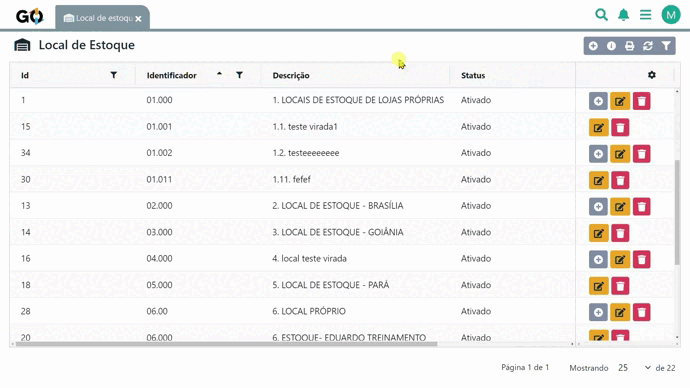 GO Local de estoqu ×
M
Local de Estoque
Id Identificador Descrição Status
1 01.000 1. LOCAIS DE ESTOQUE DE LOJAS PRÓPRIAS Ativado
15 01.001 1.1. teste virada1 Ativado
34 01.002 1.2. testeeeeeeee Ativado
30 01.011 1.11. fefef Ativado
13 02.000 2. LOCAL DE ESTOQUE - BRASÍLIA Ativado
14 03.000 3. LOCAL DE ESTOQUE - GOIÂNIA Ativado
16 04.000 4. local teste virada Ativado
18 05.000 5. LOCAL DE ESTOQUE - PARÁ Ativado
28 06.00 6. LOCAL PRÓPRIO Ativado
20 06.000 6. ESTOQUE- EDUARDO TREINAMENTO Ativado
Página 1 de 1 Mostrando 25 de 22